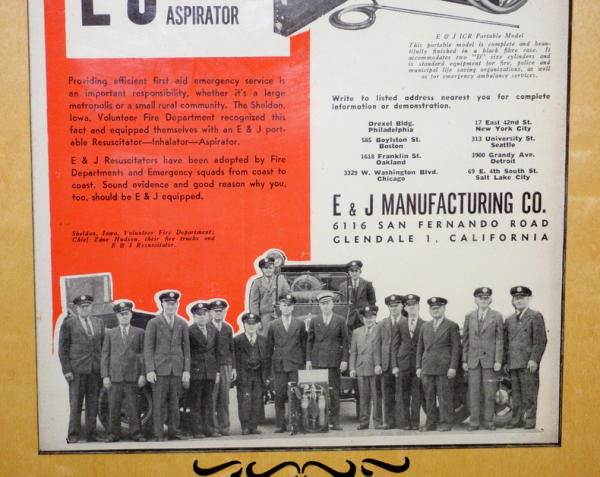 E J
ASPIRATOR
E & J ICR Portable Model
This portable model is complete and beau-
tifully finished in a black fibre case. It
accommodates two "D" size cylinders and
is standard equipment for fire, police and
municipal life saving organizations, as well
as for emergency ambulance services.
Providing efficient first aid emergency service is
an important responsibility, whether it's a large
metropolis or a small rural community. The Sheldon,
Iowa, Volunteer Fire Department recognized this
fact and equipped themselves with an E & J port-
able Resuscitator—Inhalator—Aspirator.
E & J Resuscitators have been adopted by Fire
Departments and Emergency squads from coast to
coast. Sound evidence and good reason why you,
too, should be E & J equipped.
Sheldon, Iowa, Volunteer Fire Department;
Chief Zane Hudson, their fire trucks and
E & J Resuscitator.
Write to listed address nearest you for complete
information or demonstration.
Drexel Bldg.
Philadelphia
585 Boylston St.
Boston
1618 Franklin St.
Oakland
3329 W. Washington Blvd.
Chicago
17 East 42nd St.
New York City
313 University St.
Seattle
3900 Grandy Ave.
Detroit
69 E. 4th South St.
Salt Lake City
E & J MANUFACTURING CO.
6116 SAN FERNANDO ROAD
GLENDALE 1, CALIFORNIA